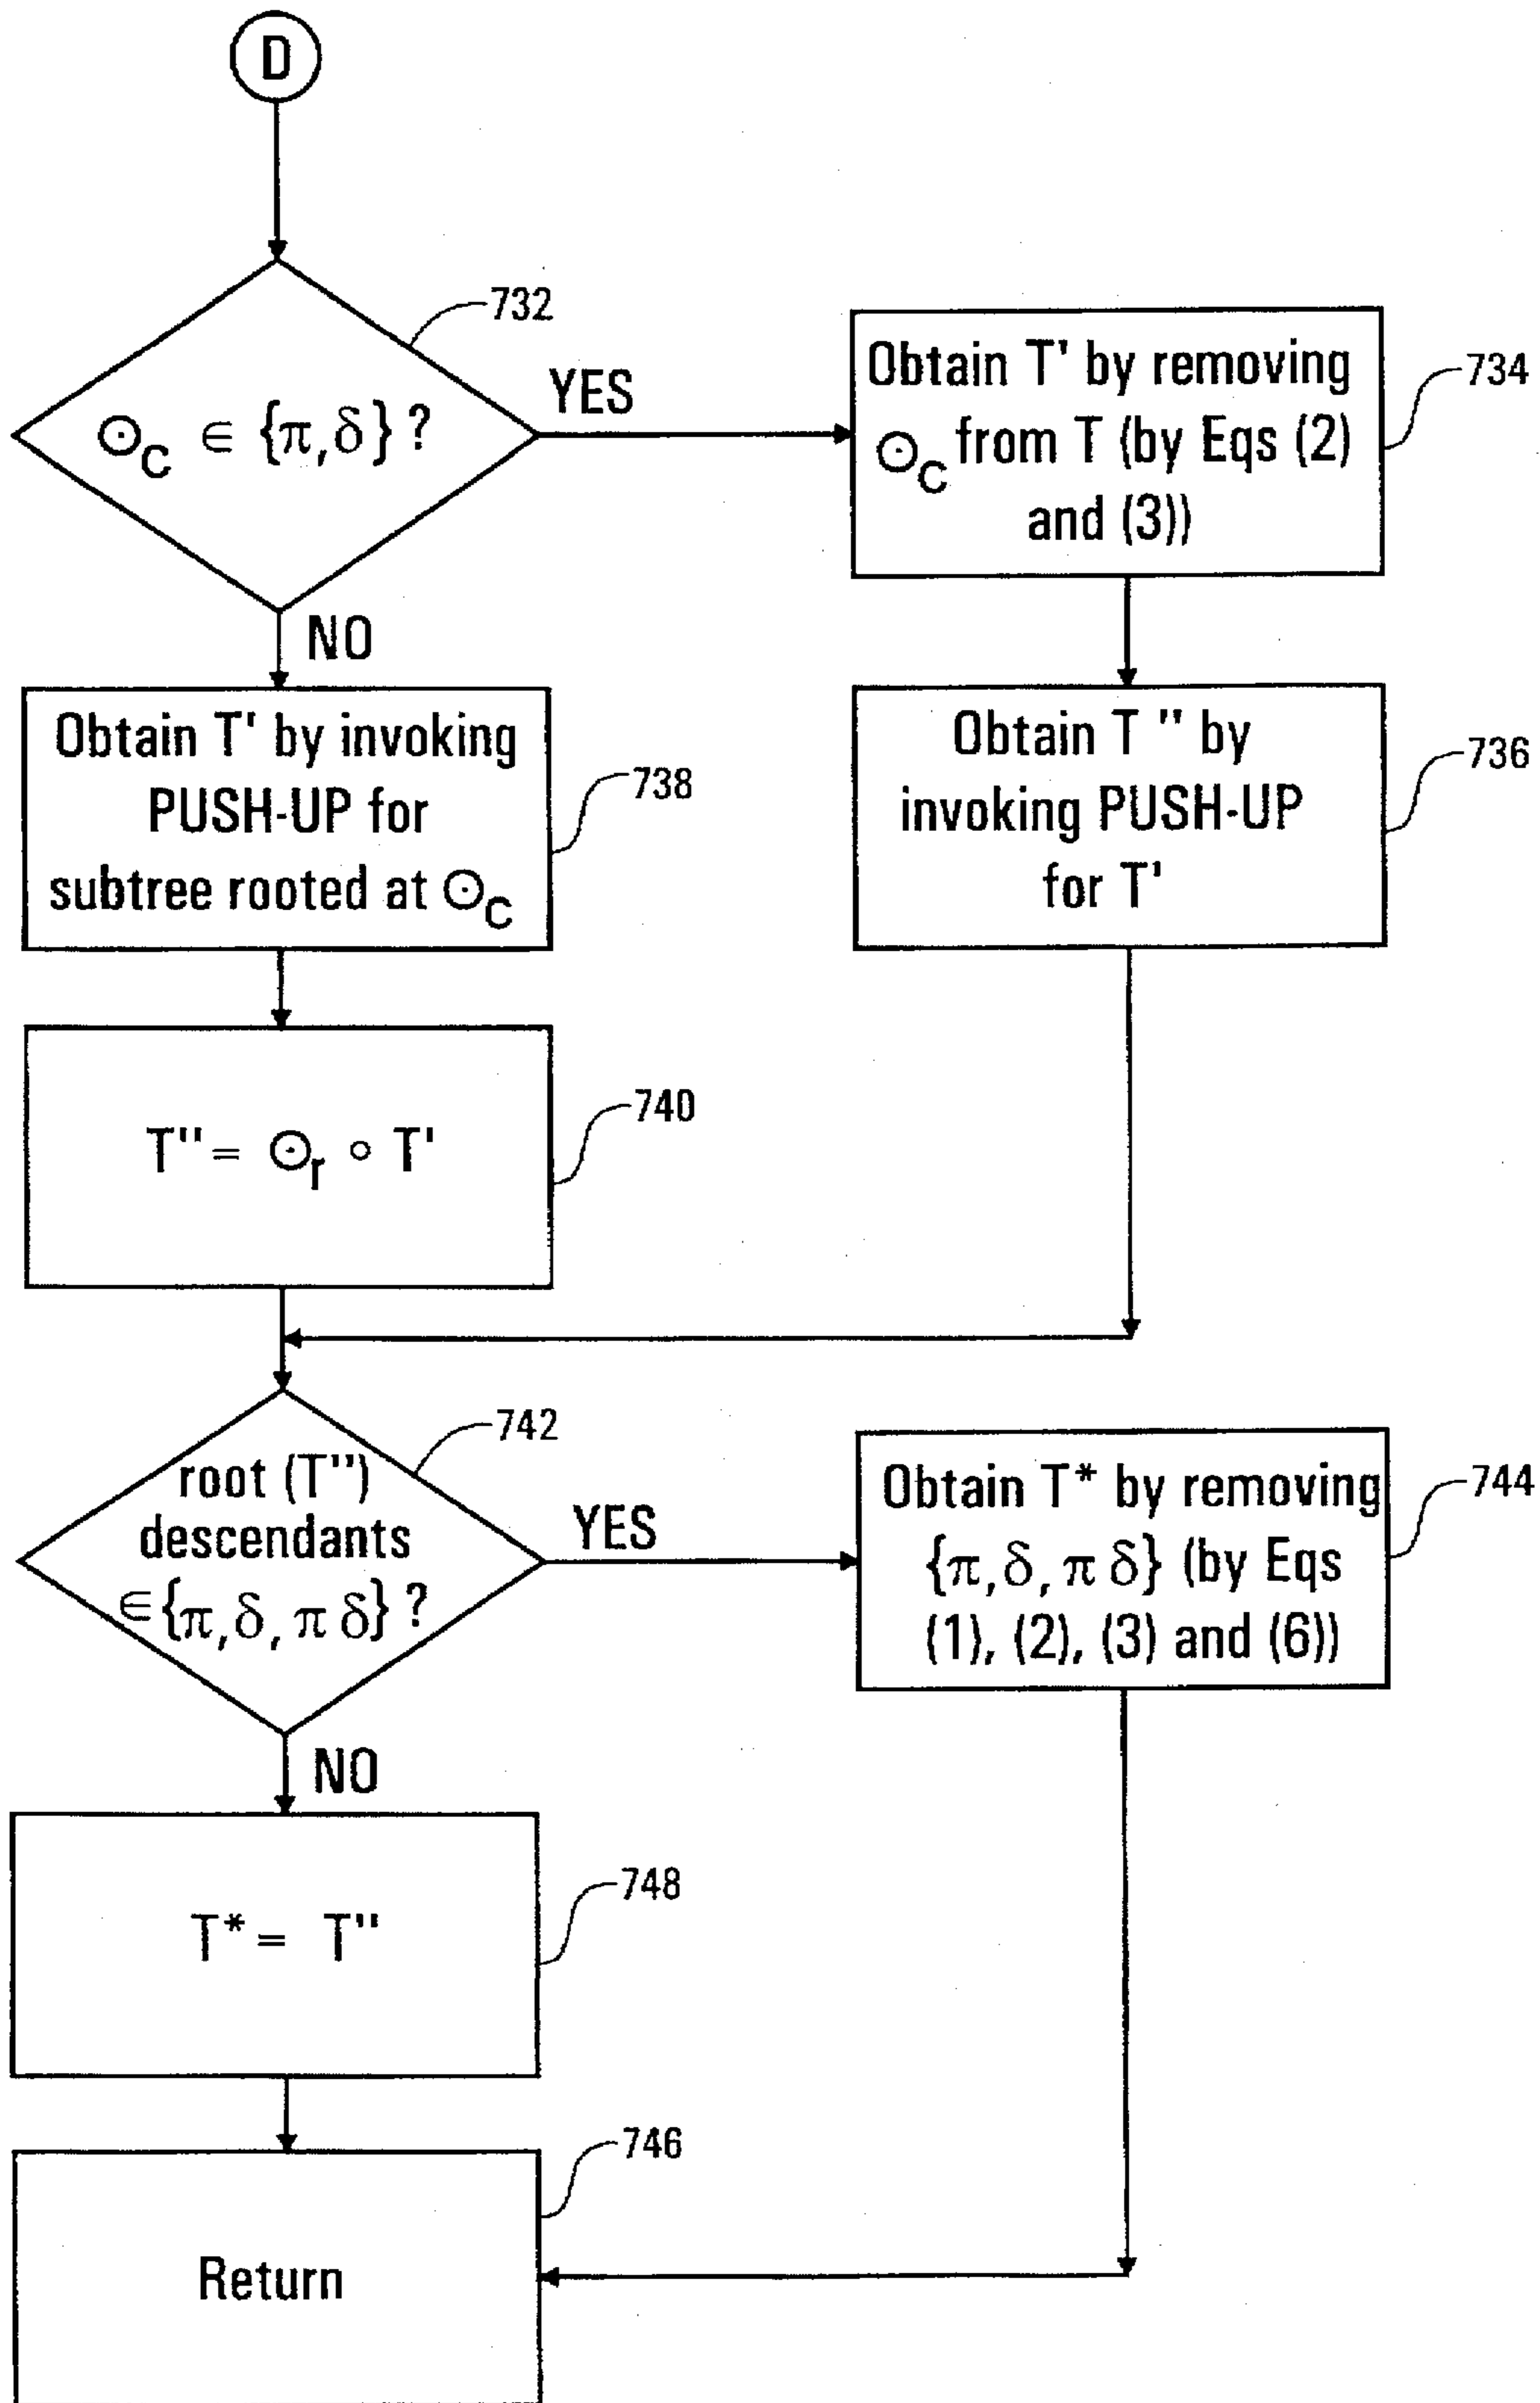 D
732
⊙C ∈ {π,δ} ?
YES
NO
Obtain T' by removing
⊙C from T (by Eqs (2)
and (3))
734
Obtain T' by invoking
PUSH-UP for
subtree rooted at ⊙C
738
Obtain T '' by
invoking PUSH-UP
for T'
736
T''= ⊙r ∘ T'
740
742
root (T'')
descendants
∈{π,δ, π δ} ?
YES
NO
Obtain T* by removing
{π,δ, π δ} (by Eqs
(1), (2), (3) and (6))
744
T*= T''
748
Return
746